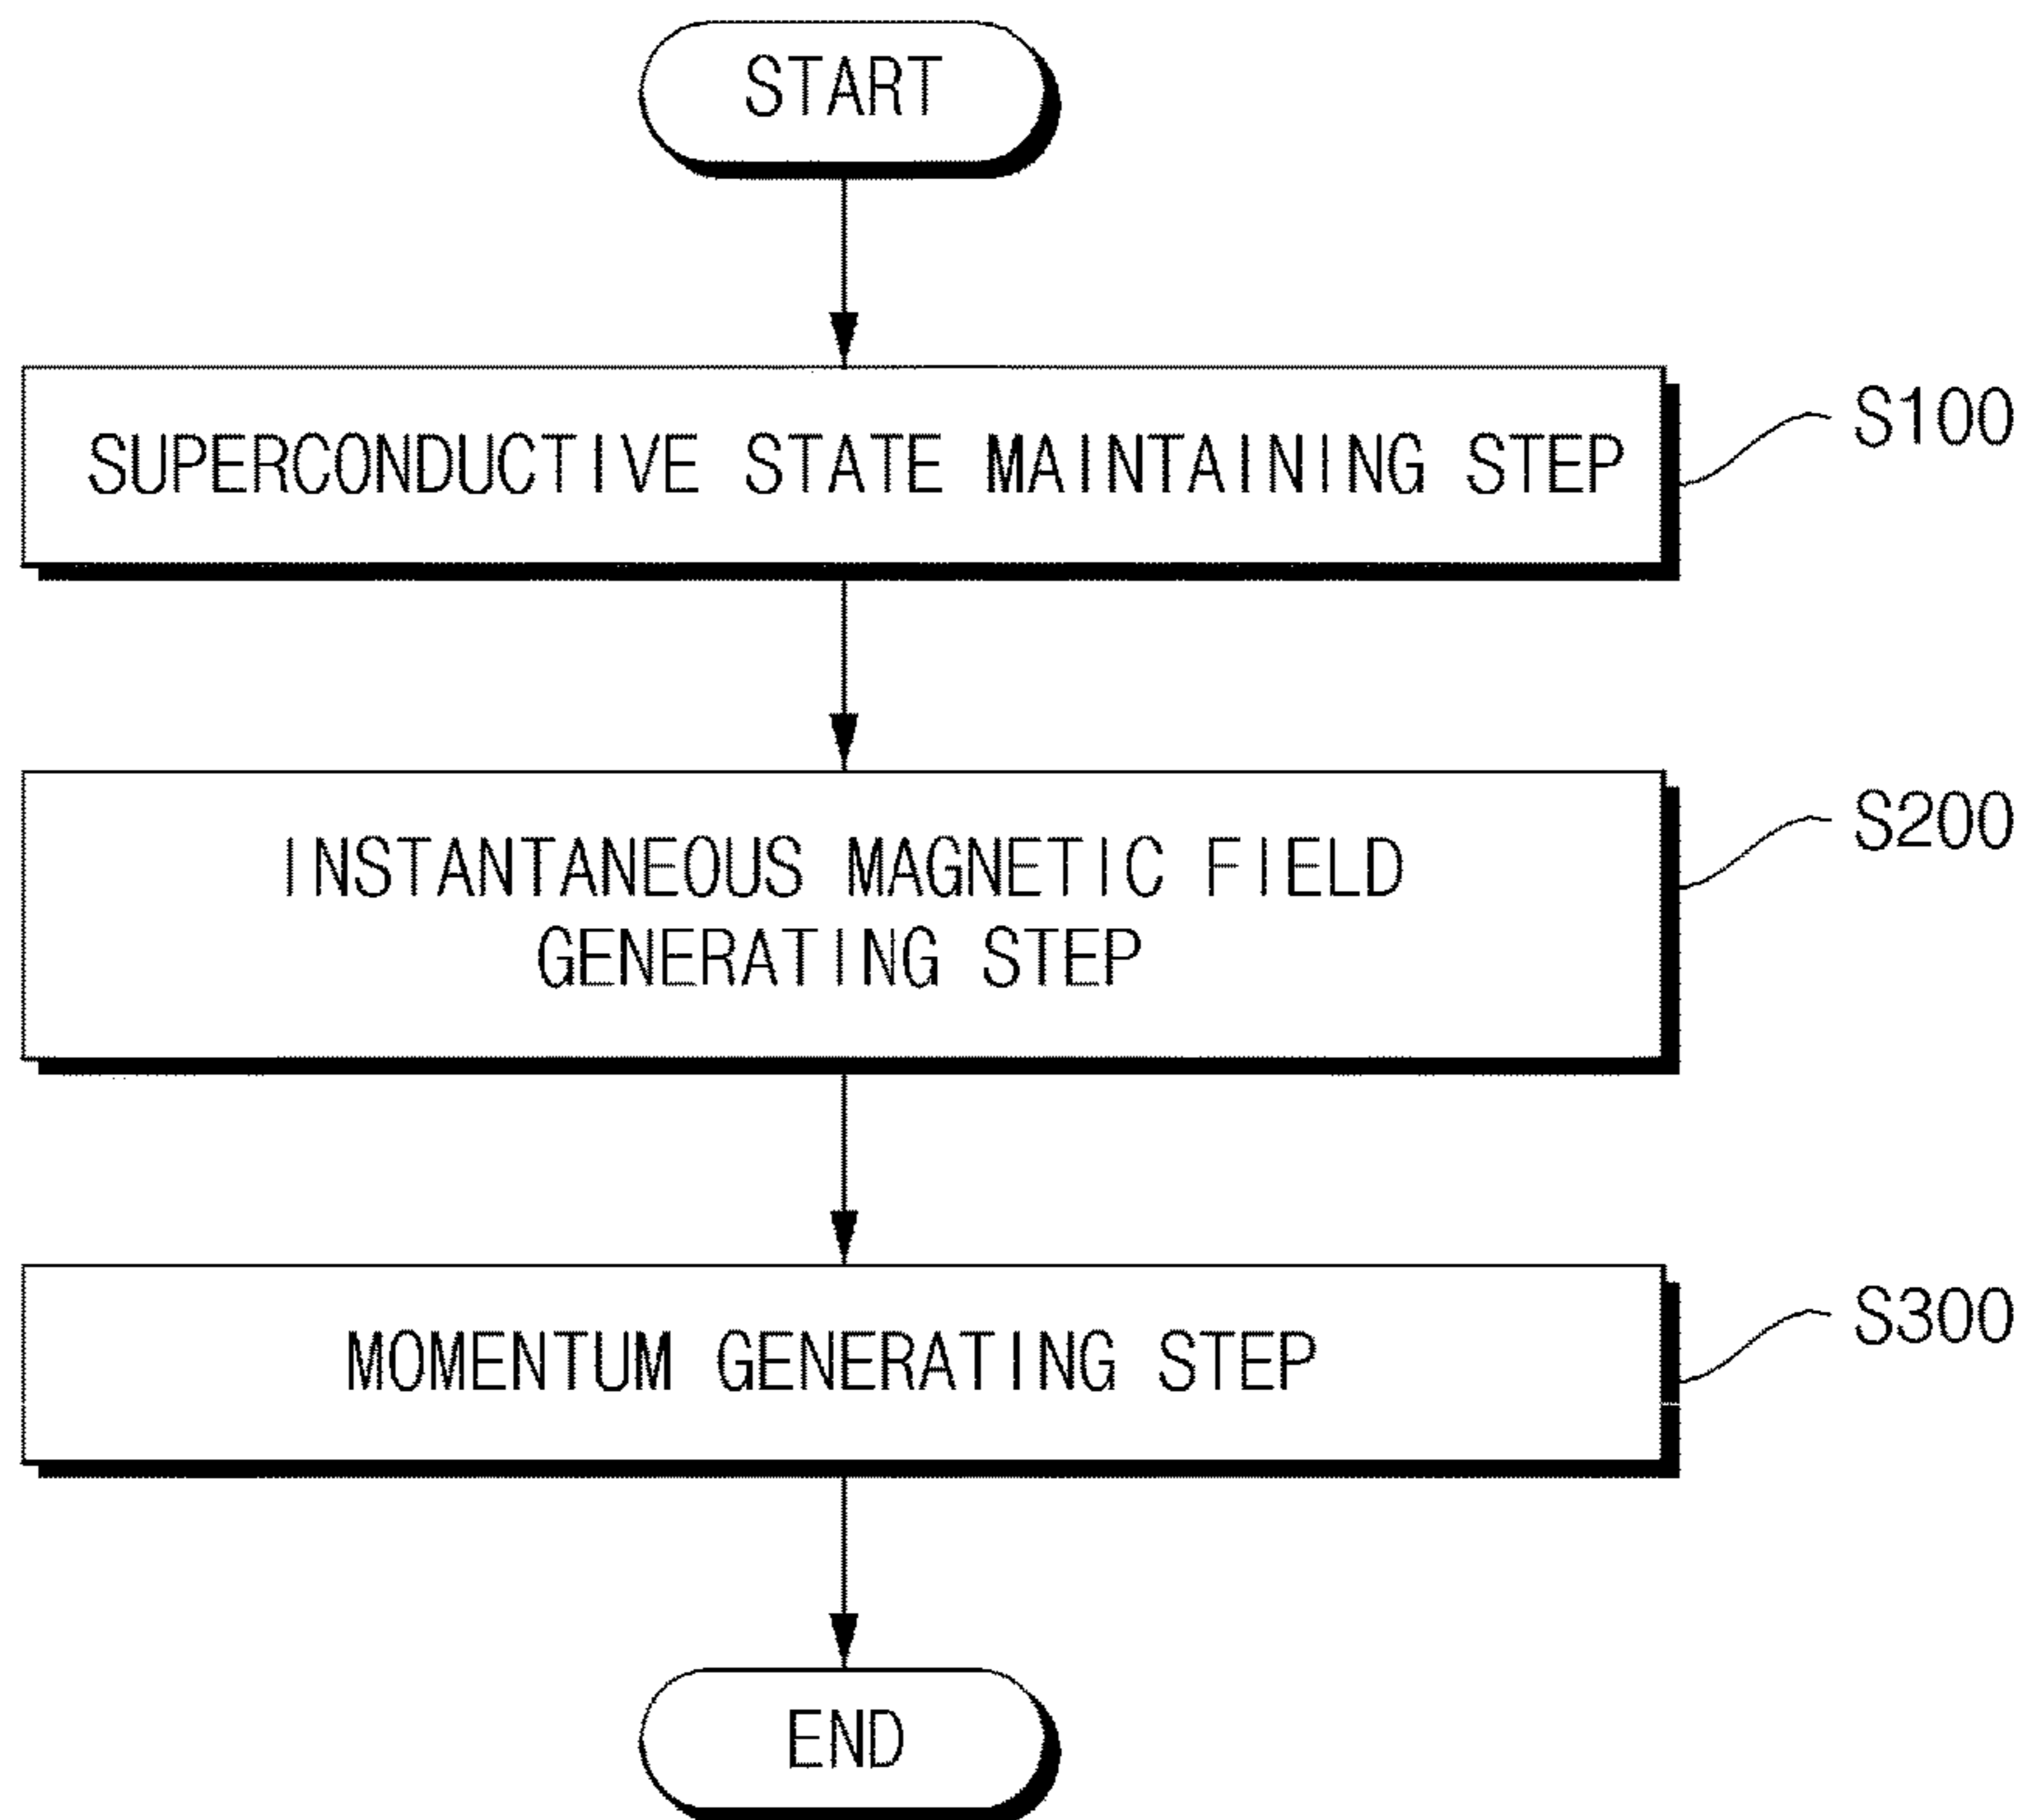 START
SUPERCONDUCTIVE STATE MAINTAINING STEP
S100
INSTANTANEOUS MAGNETIC FIELD
GENERATING STEP
S200
MOMENTUM GENERATING STEP
S300
END